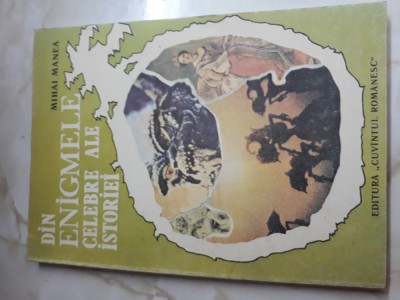 MIHAI MANEA
DIN
ENIGMELE
CELEBRE ALE
ISTORIEI
EDITURA „CUVÎNTUL ROMÂNESC"